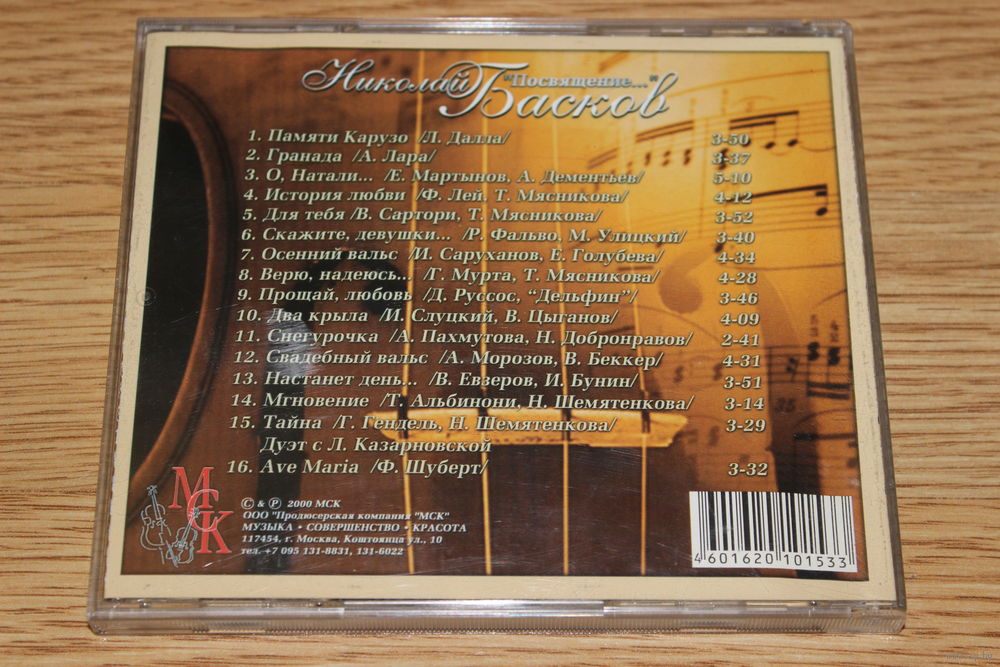 Николай Басков "Посвящение..."
1. Памяти Карузо /Л. Далла/ 3-50
2. Гранада /А. Лара/ 3-37
3. О, Натали... /Е. Мартынов, А. Дементьев/ 5-10
4. История любви /Ф. Лей, Т. Мясникова/ 4-12
5. Для тебя /В. Сартори, Т. Мясникова/ 3-52
6. Скажите, девушки... /Р. Фальво, М. Улицкий/ 3-40
7. Осенний вальс /И. Саруханов, Е. Голубева/ 4-34
8. Верю, надеюсь... /Г. Мурта, Т. Мясникова/ 4-28
9. Прощай, любовь /Д. Руссос, "Дельфин"/ 3-46
10. Два крыла /И. Слуцкий, В. Цыганов/ 4-09
11. Снегурочка /А. Пахмутова, Н. Добронравов/ 2-41
12. Свадебный вальс /А. Морозов, В. Беккер/ 4-31
13. Настанет день... /В. Евзеров, И. Бунин/ 3-51
14. Мгновение /Т. Альбинони, Н. Шемятенкова/ 3-14
15. Тайна /Г. Гендель, Н. Шемятенкова/ 3-29
Дуэт с Л. Казарновской
16. Ave Maria /Ф. Шуберт/ 3-32
МСК
© & ℗ 2000 МСК
ООО "Продюсерская компания "МСК"
МУЗЫКА • СОВЕРШЕНСТВО • КРАСОТА
117454, г. Москва, Коштоянца ул., 10
тел. +7 095 131-8831, 131-6022
4 601620 101533